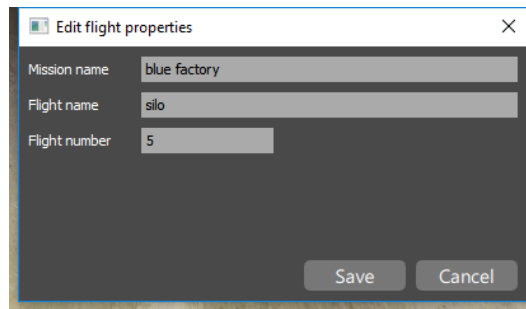 Edit flight properties
Mission name blue factory
Flight name silo
Flight number 5
Save Cancel